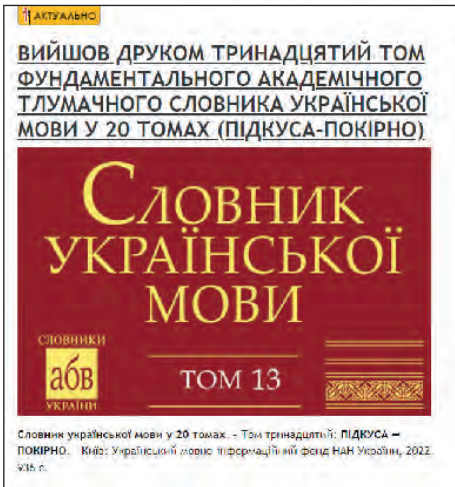 АКТУАЛЬНО
ВИЙШОВ ДРУКОМ ТРИНАДЦЯТИЙ ТОМ
ФУНДАМЕНТАЛЬНОГО АКАДЕМІЧНОГО
ТЛУМАЧНОГО СЛОВНИКА УКРАЇНСЬКОЇ
МОВИ У 20 ТОМАХ (ПІДКУСА-ПОКІРНО)
СЛОВНИК
УКРАЇНСЬКОЇ
МОВИ
СЛОВНИКИ
абв
УКРАЇНИ
ТОМ 13
Словник української мови у 20 томах. – Том тринадцятий: ПІДКУСА –
ПОКІРНО. Київ: Український мовно-інформаційний фонд НАН України, 2022.
936 с.